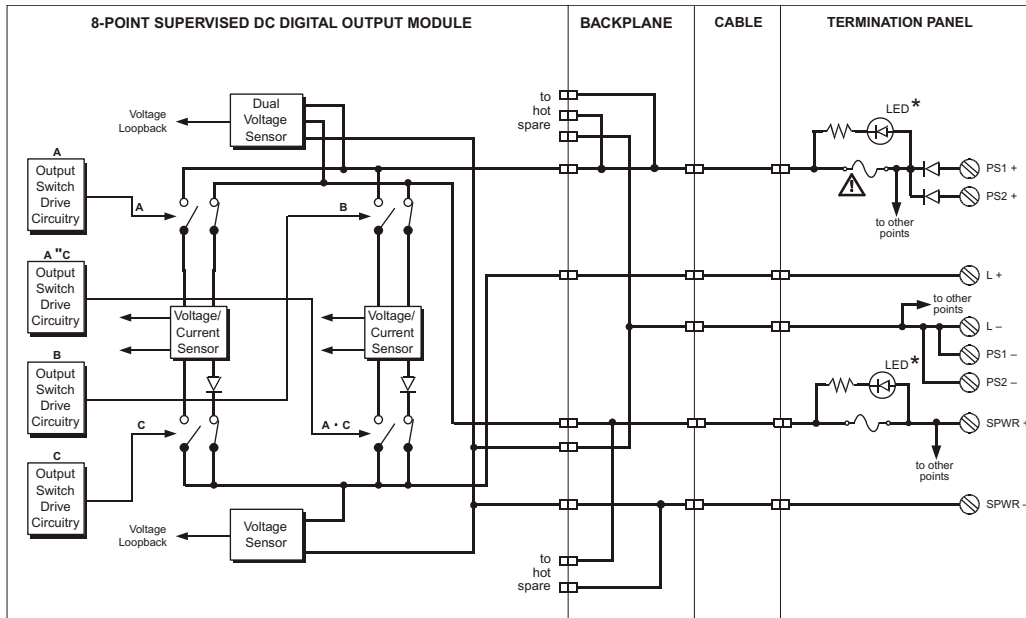 8-POINT SUPERVISED DC DIGITAL OUTPUT MODULE
BACKPLANE
CABLE
TERMINATION PANEL
Voltage
Loopback
Dual
Voltage
Sensor
to
hot
spare
LED*
PS1 +
PS2 +
to other
points
A
Output
Switch
Drive
Circuitry
A
B
A "C
Output
Switch
Drive
Circuitry
L +
to other
points
Voltage/
Current
Sensor
Voltage/
Current
Sensor
L –
PS1 –
PS2 –
B
Output
Switch
Drive
Circuitry
LED*
C
A • C
SPWR +
to other
points
C
Output
Switch
Drive
Circuitry
SPWR –
Voltage
Loopback
Voltage
Sensor
to
hot
spare